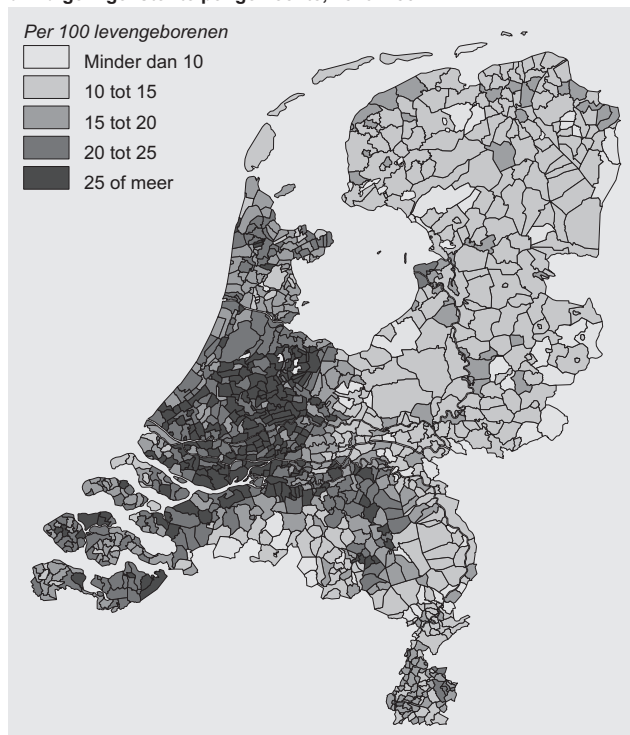 Per 100 levengeborenen
Minder dan 10
10 tot 15
15 tot 20
20 tot 25
25 of meer